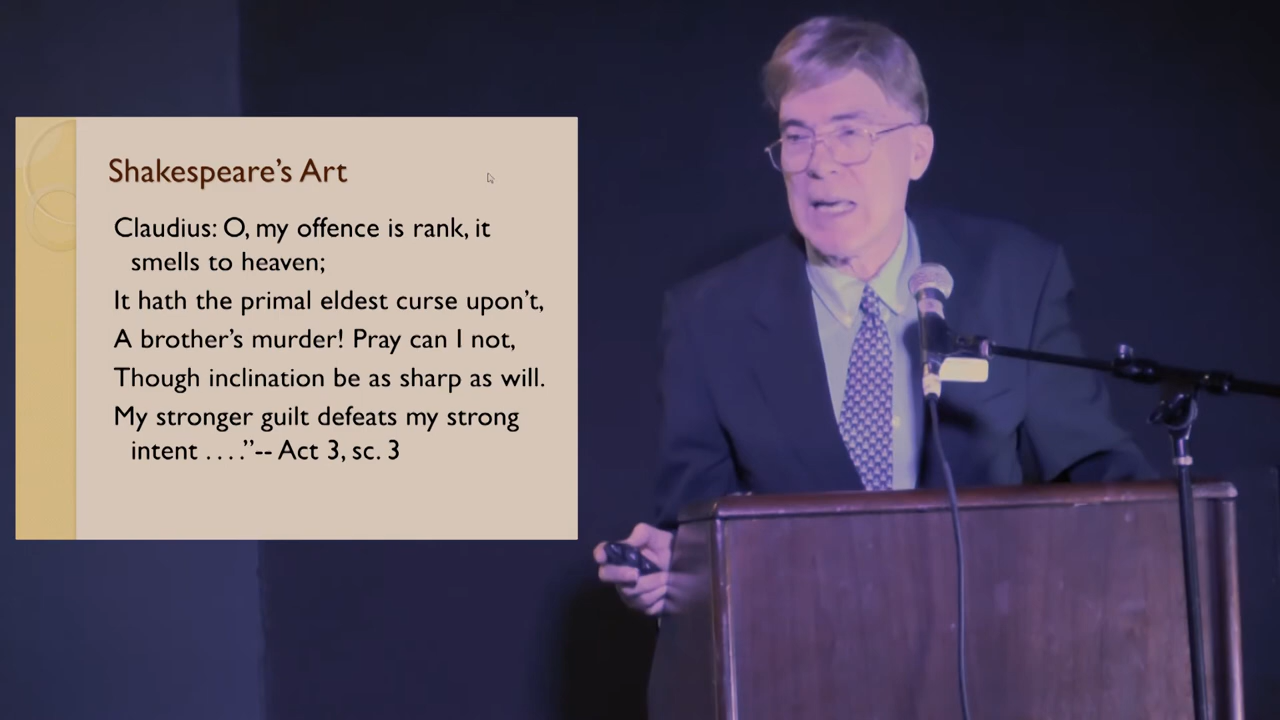 Shakespeare's Art
Claudius: O, my offence is rank, it
smells to heaven;
It hath the primal eldest curse upon't,
A brother's murder! Pray can I not,
Though inclination be as sharp as will.
My stronger guilt defeats my strong
intent . . . ."-- Act 3, sc. 3